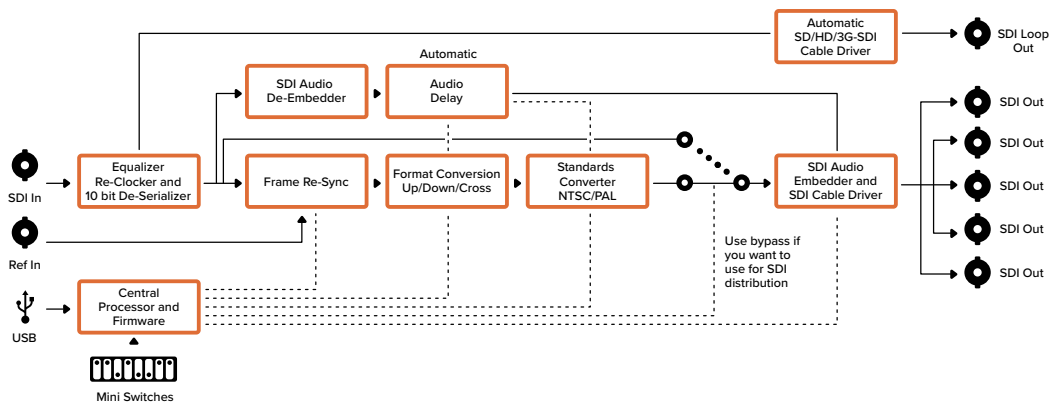 Automatic
SD/HD/3G-SDI
Cable Driver
SDI Loop
Out
Automatic
SDI Audio
De-Embedder
Audio
Delay
SDI Out
SDI Out
SDI In
Equalizer
Re-Clocker and
10 bit De-Serializer
Frame Re-Sync
Format Conversion
Up/Down/Cross
Standards
Converter
NTSC/PAL
SDI Audio
Embedder and
SDI Cable Driver
SDI Out
SDI Out
SDI Out
Ref In
Use bypass if
you want to
use for SDI
distribution
USB
Central
Processor and
Firmware
Mini Switches